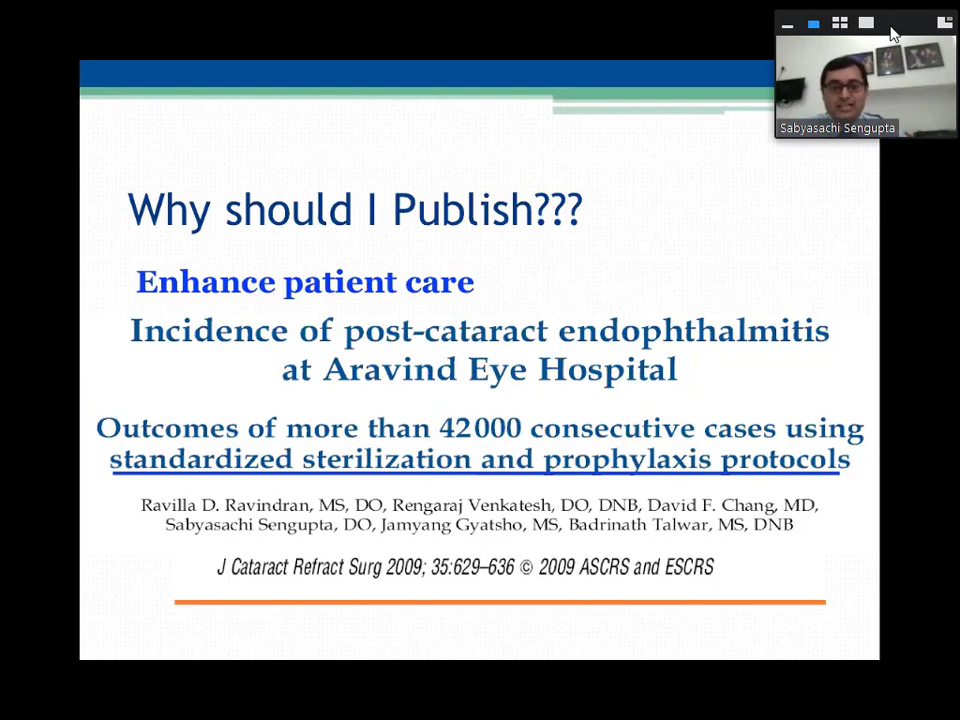 Sabyasachi Sengupta
Why should I Publish???
Enhance patient care
Incidence of post-cataract endophthalmitis
at Aravind Eye Hospital
Outcomes of more than 42 000 consecutive cases using
standardized sterilization and prophylaxis protocols
Ravilla D. Ravindran, MS, DO, Rengaraj Venkatesh, DO, DNB, David F. Chang, MD,
Sabyasachi Sengupta, DO, Jamyang Gyatsho, MS, Badrinath Talwar, MS, DNB
J Cataract Refract Surg 2009; 35:629–636 © 2009 ASCRS and ESCRS